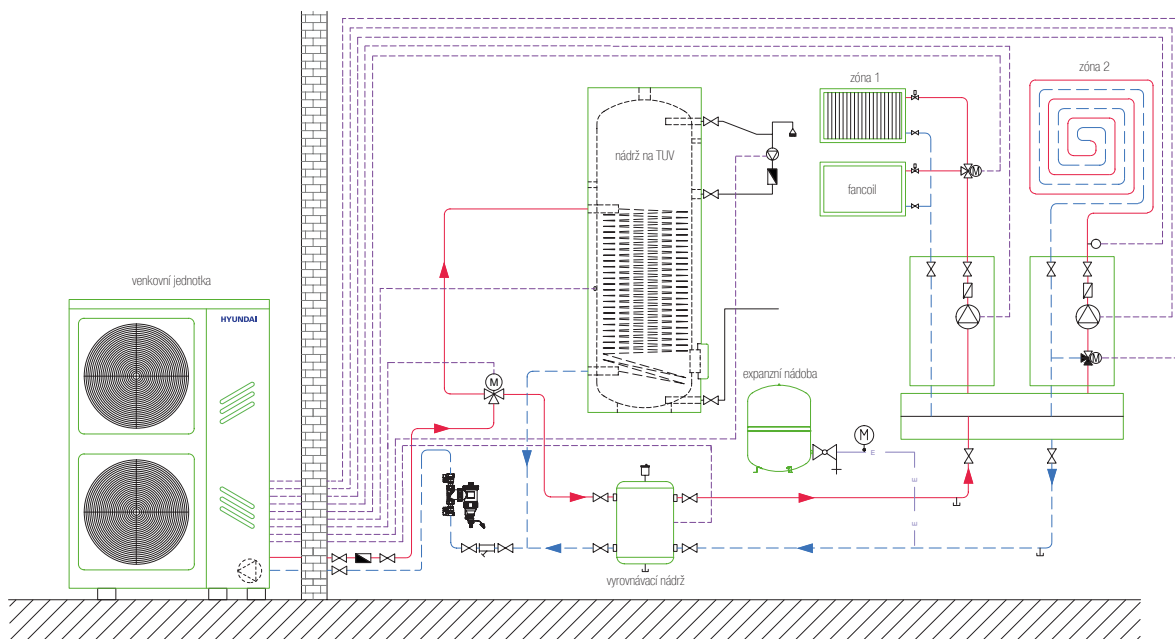 zóna 1
zóna 2
nádrž na TUV
fancoil
venkovní jednotka
HYUNDAI
M
M
M
expanzní nádoba
M
E
E
E
vyrovnávací nádrž